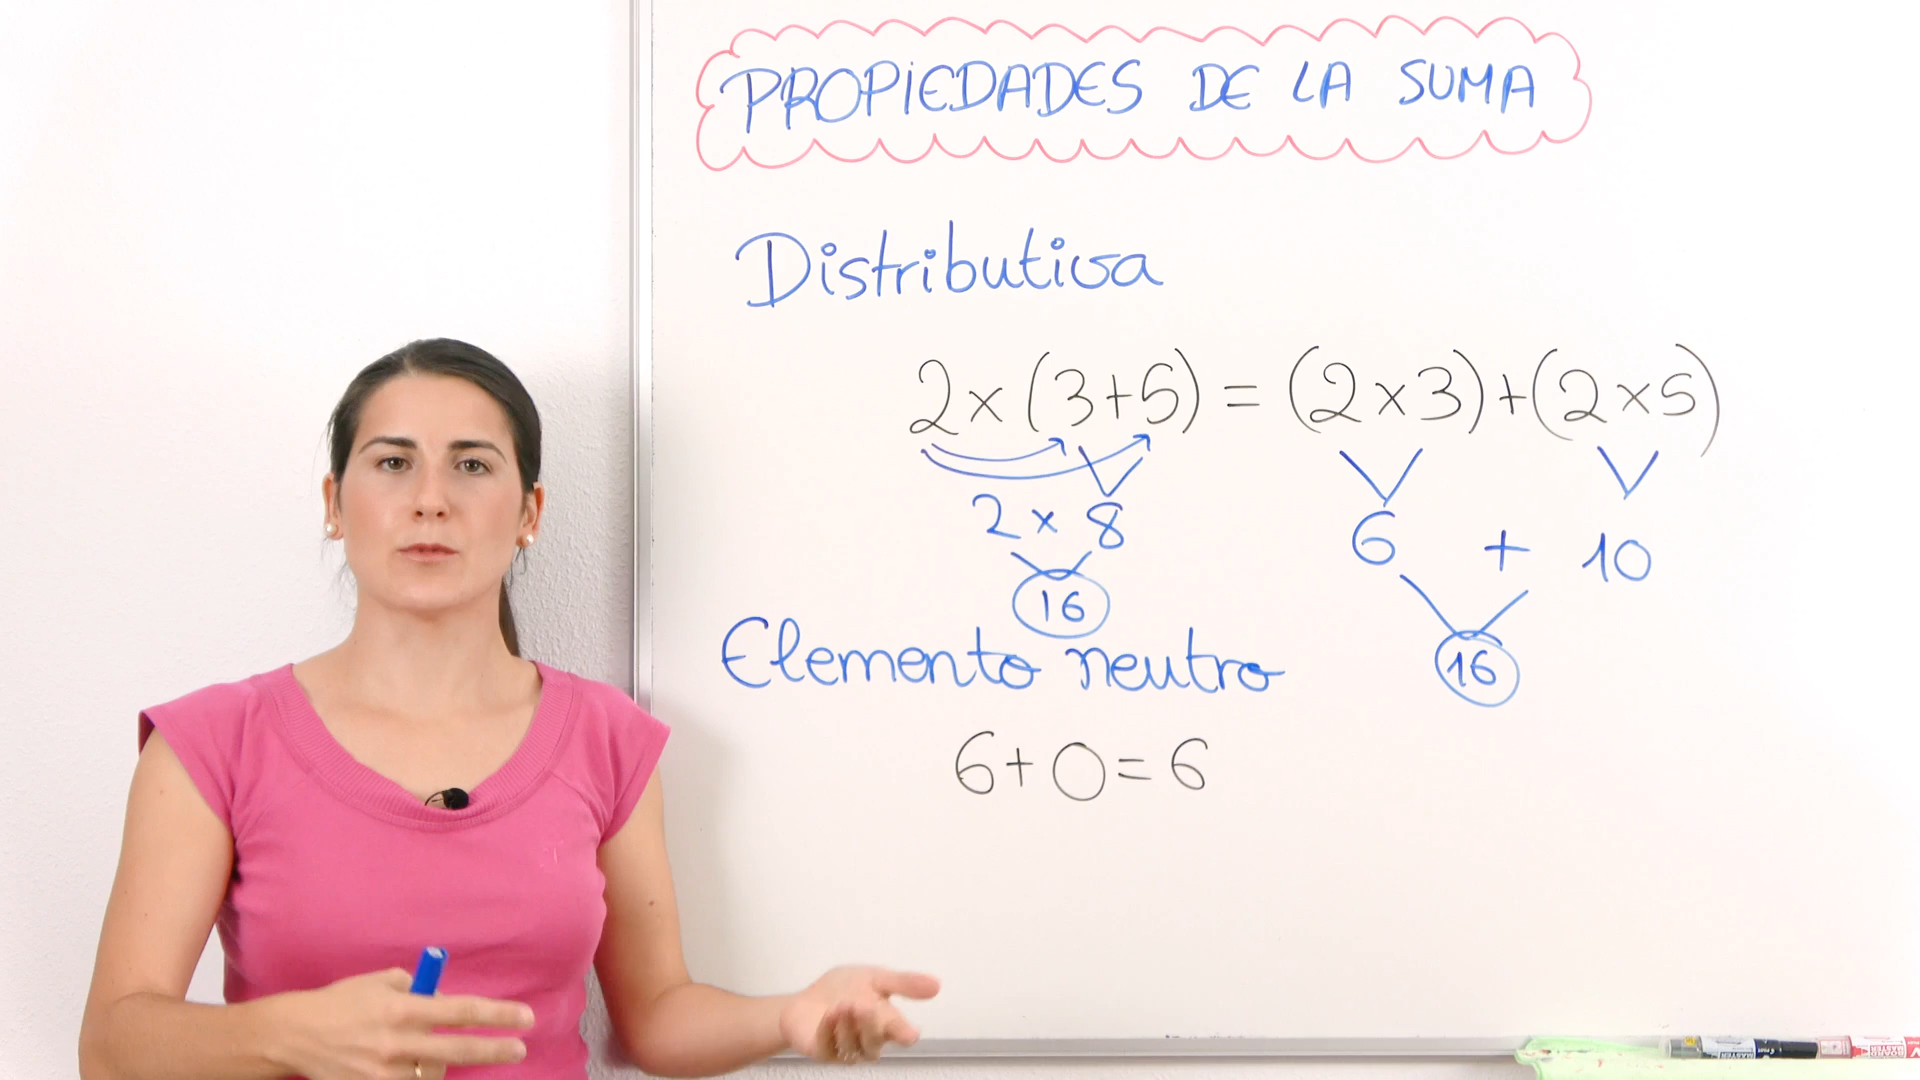 PROPIEDADES DE LA SUMA
Distributiva
2 x (3+5) = (2 x 3) + (2 x 5)
2 x 8
6 + 10
16
16
Elemento neutro
6 + 0 = 6